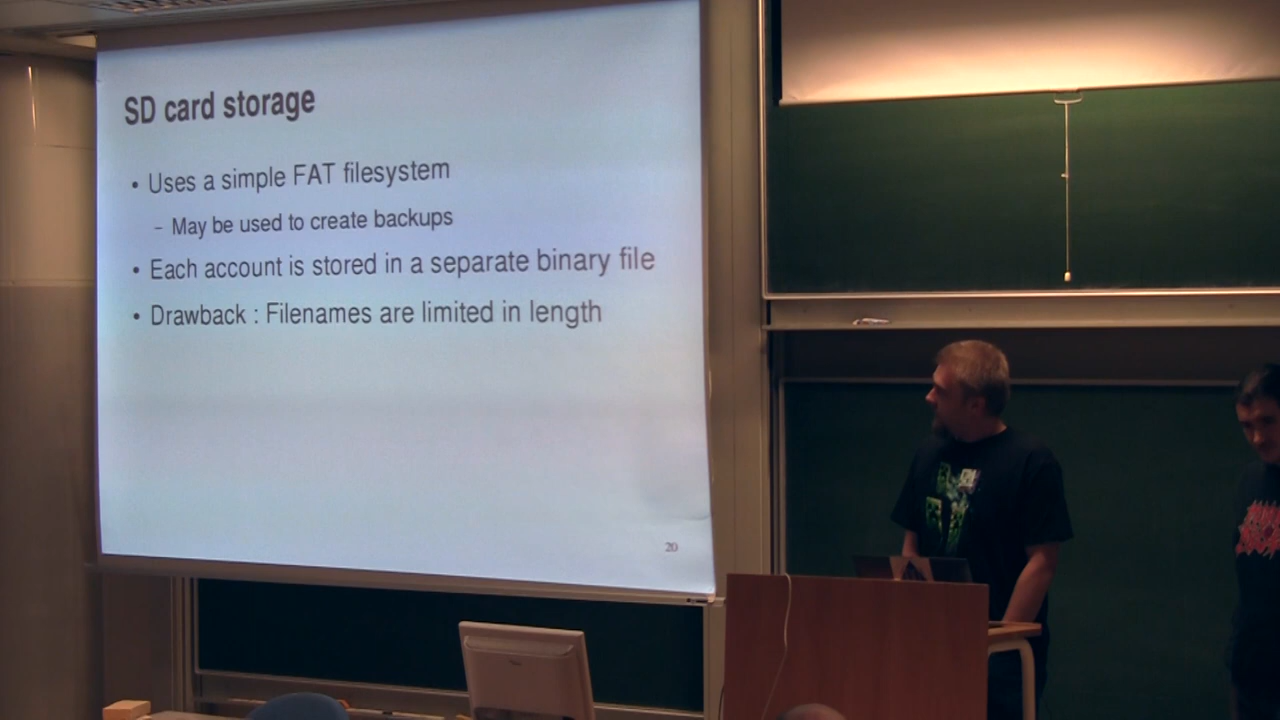 SD card storage
• Uses a simple FAT filesystem
– May be used to create backups
• Each account is stored in a separate binary file
• Drawback : Filenames are limited in length
20